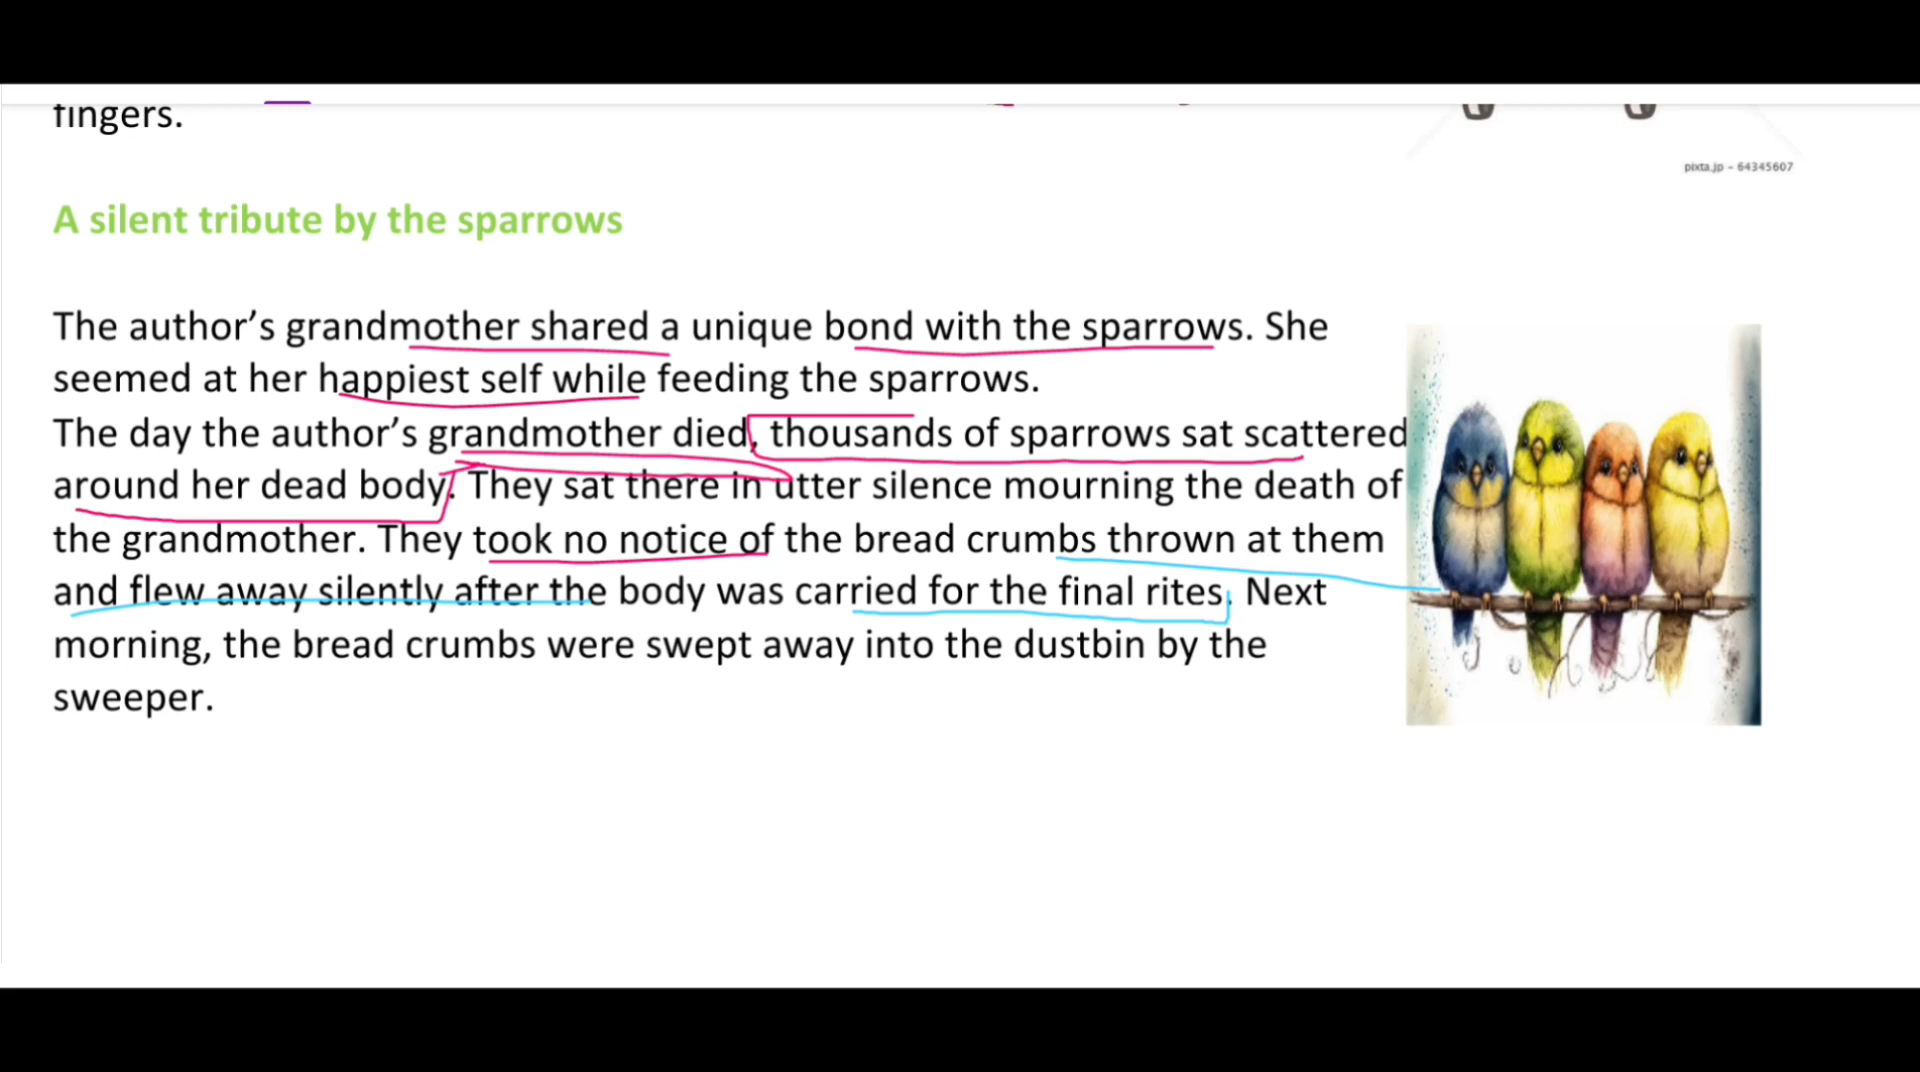 fingers.
pixta.jp - 64345607
A silent tribute by the sparrows
The author's grandmother shared a unique bond with the sparrows. She
seemed at her happiest self while feeding the sparrows.
The day the author's grandmother died, thousands of sparrows sat scattered
around her dead body. They sat there in utter silence mourning the death of
the grandmother. They took no notice of the bread crumbs thrown at them
and flew away silently after the body was carried for the final rites. Next
morning, the bread crumbs were swept away into the dustbin by the
sweeper.